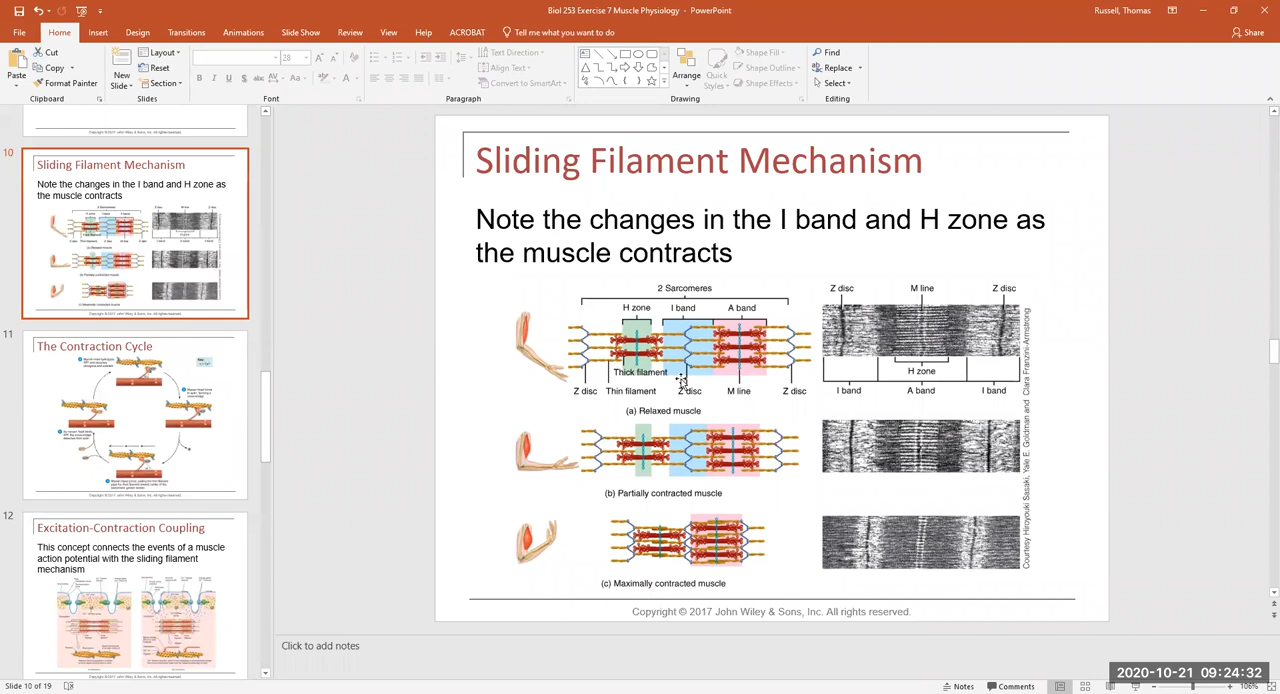 Biol 253 Exercise 7 Muscle Physiology - PowerPoint
Russell, Thomas
File Home Insert Design Transitions Animations Slide Show Review View Help ACROBAT Tell me what you want to do Share
Cut
Copy
Format Painter
Paste
Clipboard
New
Slide
Layout
Reset
Section
Slides
28
B I U S abc AV Aa A
Font
Text Direction
Align Text
Convert to SmartArt
Paragraph
Arrange
Quick
Styles
Shape Fill
Shape Outline
Shape Effects
Drawing
Find
Replace
Select
Editing
10
Sliding Filament Mechanism
Note the changes in the I band and H zone as
the muscle contracts
11
The Contraction Cycle
12
Excitation-Contraction Coupling
This concept connects the events of a muscle
action potential with the sliding filament
mechanism
Sliding Filament Mechanism
Note the changes in the I band and H zone as
the muscle contracts
2 Sarcomeres
H zone I band A band
Thick filament
Z disc Thin filament Z disc M line Z disc
(a) Relaxed muscle
(b) Partially contracted muscle
(c) Maximally contracted muscle
Z disc M line Z disc
H zone
I band A band I band
Courtesy Hiroyouki Sasaki, Yale E. Goldman and Clara Franzini-Armstrong
Copyright © 2017 John Wiley & Sons, Inc. All rights reserved.
Click to add notes
Slide 10 of 19
Notes Comments
106%
2020-10-21 09:24:32